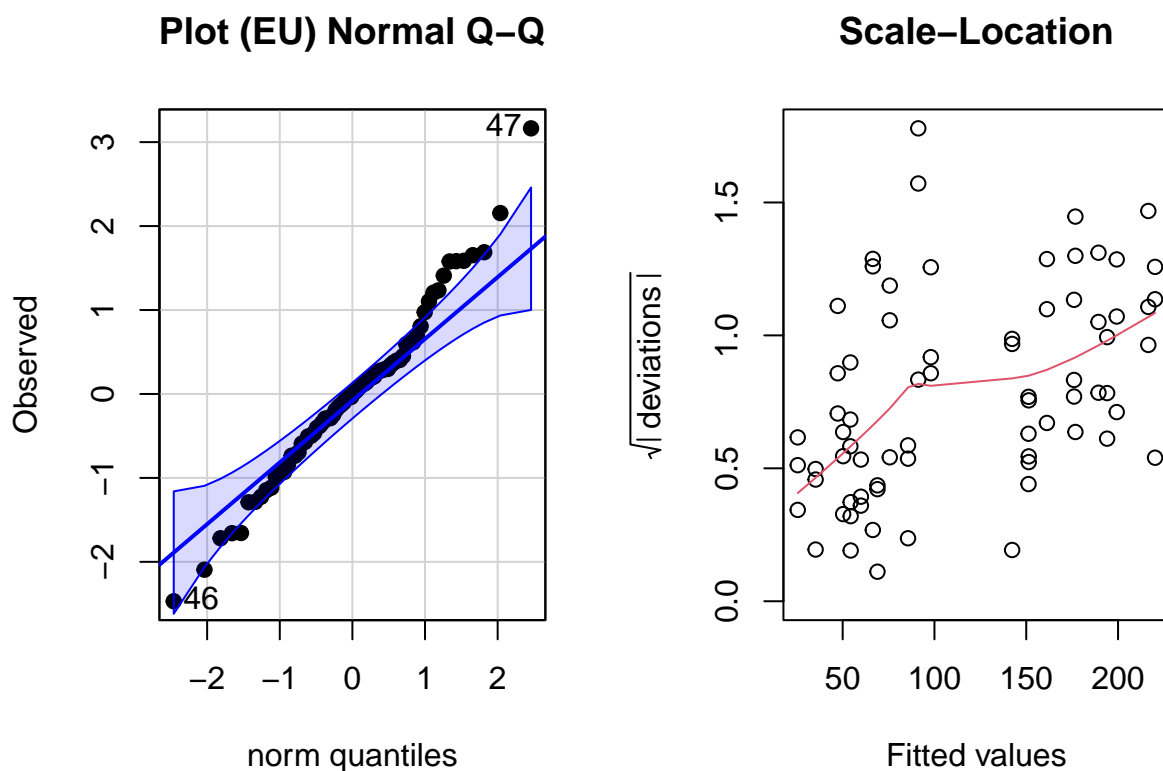 Plot (EU) Normal Q−Q
3
2
1
0
−1
−2
Observed
47
46
−2 −1 0 1 2
norm quantiles
Scale−Location
1.5
1.0
0.5
0.0
√| deviations |
50 100 150 200
Fitted values